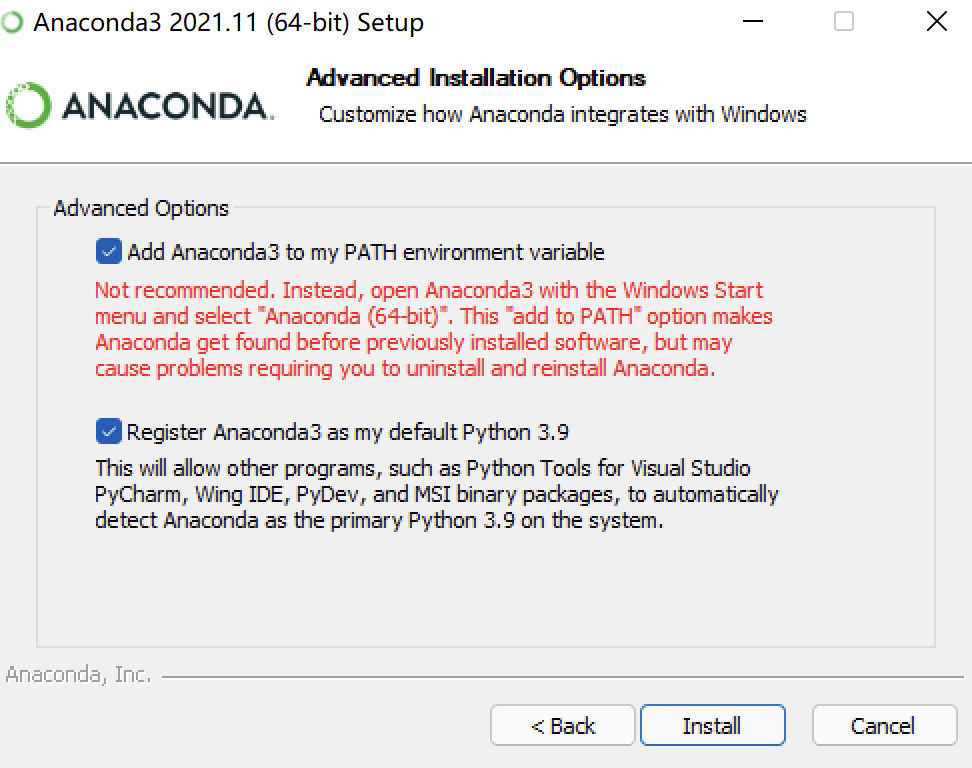 Anaconda3 2021.11 (64-bit) Setup
ANACONDA.
Advanced Installation Options
Customize how Anaconda integrates with Windows
Advanced Options
Add Anaconda3 to my PATH environment variable
Not recommended. Instead, open Anaconda3 with the Windows Start
menu and select "Anaconda (64-bit)". This "add to PATH" option makes
Anaconda get found before previously installed software, but may
cause problems requiring you to uninstall and reinstall Anaconda.
Register Anaconda3 as my default Python 3.9
This will allow other programs, such as Python Tools for Visual Studio
PyCharm, Wing IDE, PyDev, and MSI binary packages, to automatically
detect Anaconda as the primary Python 3.9 on the system.
Anaconda, Inc.
< Back
Install
Cancel